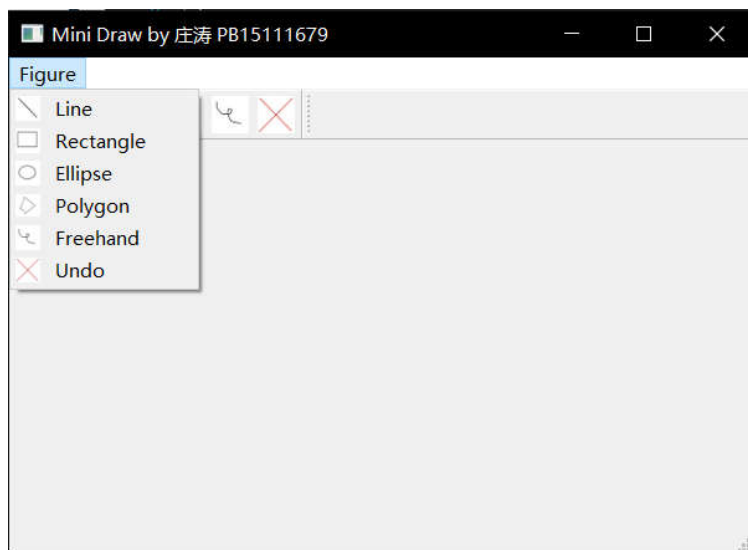 Mini Draw by 庄涛 PB15111679
Figure
Line
Rectangle
Ellipse
Polygon
Freehand
Undo